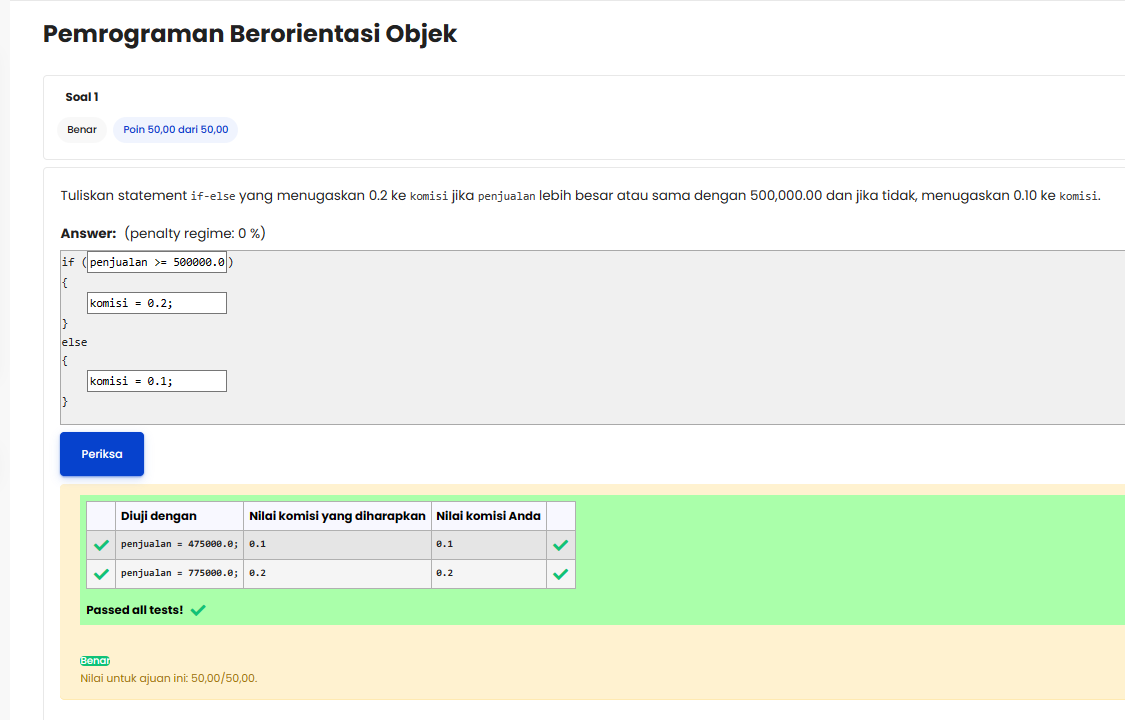 Pemrograman Berorientasi Objek
Soal 1
Benar
Poin 50,00 dari 50,00
Tuliskan statement if-else yang menugaskan 0.2 ke komisi jika penjualan lebih besar atau sama dengan 500,000.00 dan jika tidak, menugaskan 0.10 ke komisi.
Answer: (penalty regime: 0 %)
if (penjualan >= 500000.0)
{
komisi = 0.2;
}
else
{
komisi = 0.1;
}
Periksa
Diuji dengan Nilai komisi yang diharapkan Nilai komisi Anda
penjualan = 475000.0; 0.1 0.1
penjualan = 775000.0; 0.2 0.2
Passed all tests!
Benar
Nilai untuk ajuan ini: 50,00/50,00.